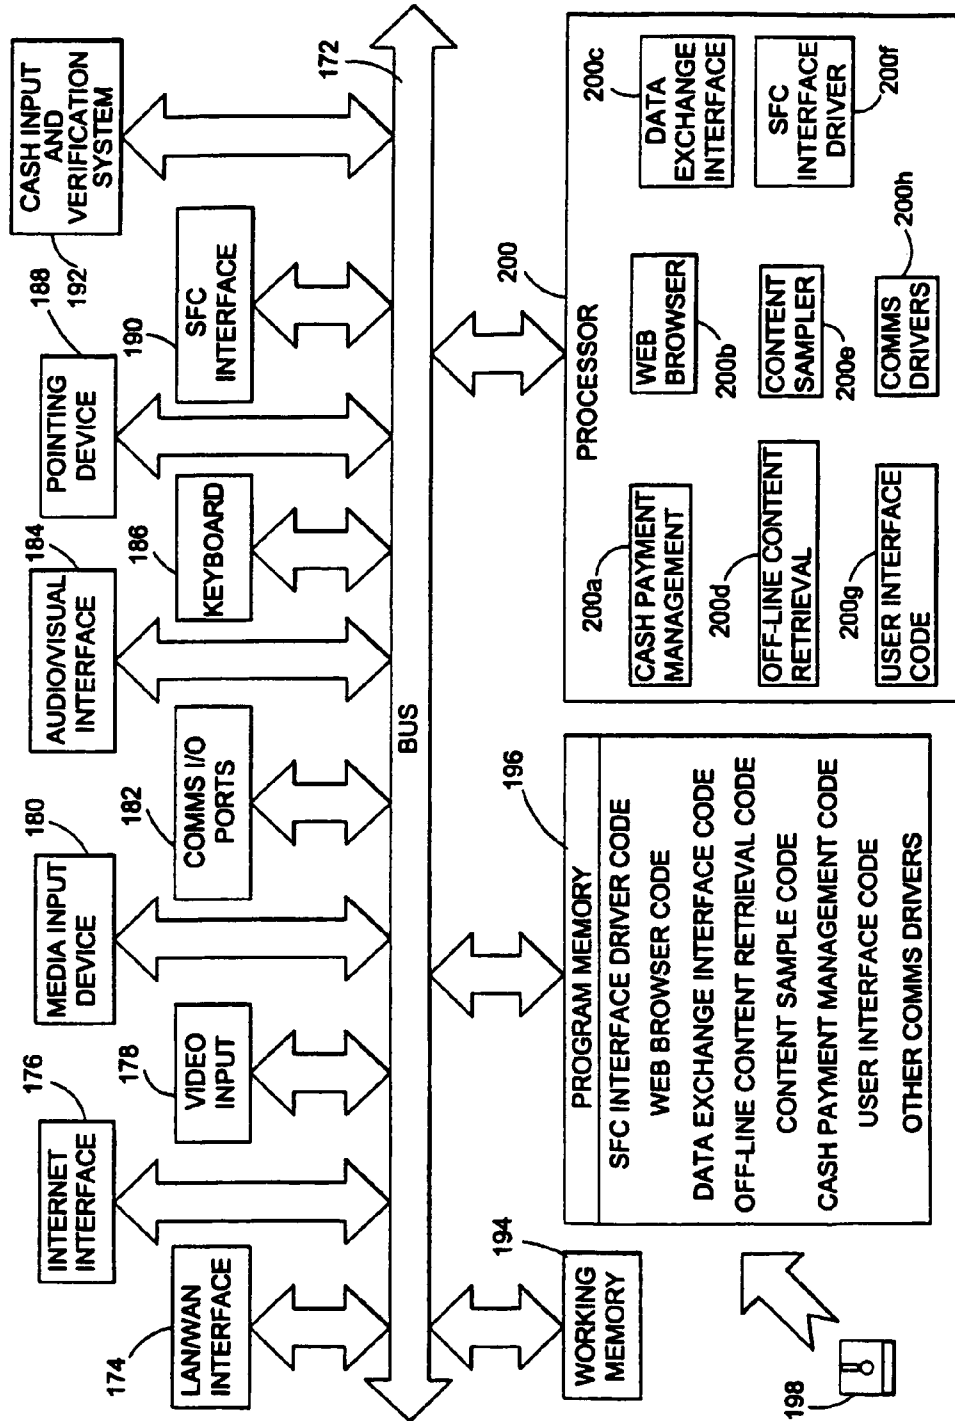 174
LAN/WAN
INTERFACE
176
INTERNET
INTERFACE
178
VIDEO
INPUT
180
MEDIA INPUT
DEVICE
182
COMMS I/O
PORTS
184
AUDIO/VISUAL
INTERFACE
186
KEYBOARD
188
POINTING
DEVICE
190
SFC
INTERFACE
192
CASH INPUT
AND
VERIFICATION
SYSTEM
BUS
172
194
WORKING
MEMORY
198
196
PROGRAM MEMORY
SFC INTERFACE DRIVER CODE
WEB BROWSER CODE
DATA EXCHANGE INTERFACE CODE
OFF-LINE CONTENT RETRIEVAL CODE
CONTENT SAMPLE CODE
CASH PAYMENT MANAGEMENT CODE
USER INTERFACE CODE
OTHER COMMS DRIVERS
200
PROCESSOR
200a
CASH PAYMENT
MANAGEMENT
WEB
BROWSER
200b
200c
DATA
EXCHANGE
INTERFACE
200d
OFF-LINE CONTENT
RETRIEVAL
CONTENT
SAMPLER
200e
SFC
INTERFACE
DRIVER
200f
200g
USER INTERFACE
CODE
COMMS
DRIVERS
200h